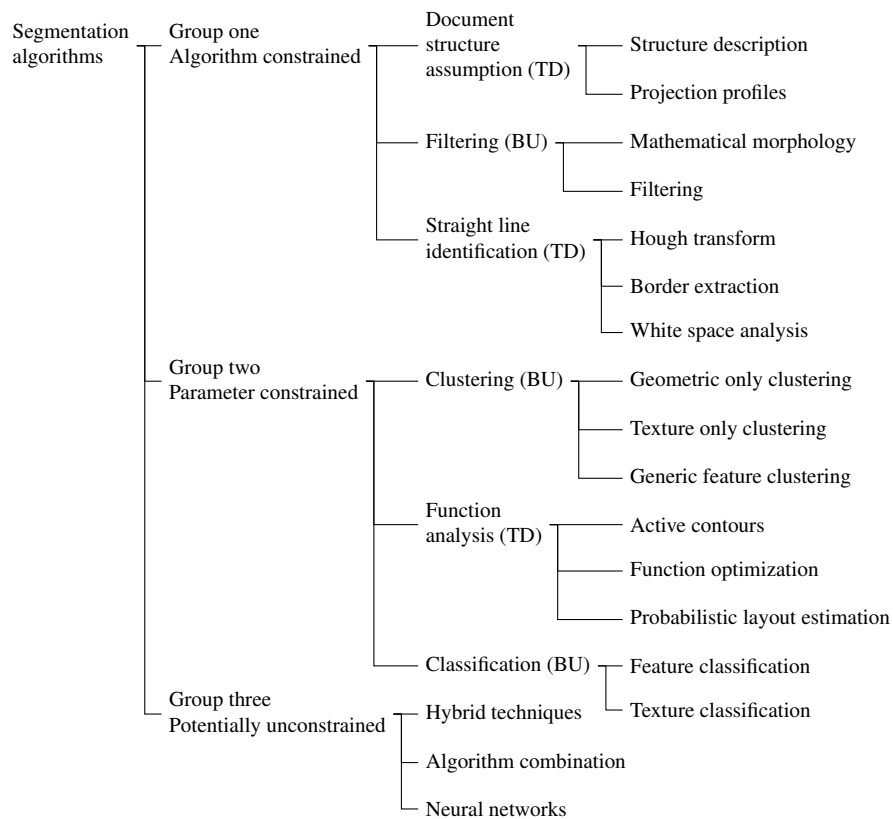 Segmentation
algorithms
Group one
Algorithm constrained
Document
structure
assumption (TD)
Structure description
Projection profiles
Filtering (BU)
Mathematical morphology
Filtering
Straight line
identification (TD)
Hough transform
Border extraction
White space analysis
Group two
Parameter constrained
Clustering (BU)
Geometric only clustering
Texture only clustering
Generic feature clustering
Function
analysis (TD)
Active contours
Function optimization
Probabilistic layout estimation
Classification (BU)
Feature classification
Texture classification
Group three
Potentially unconstrained
Hybrid techniques
Algorithm combination
Neural networks